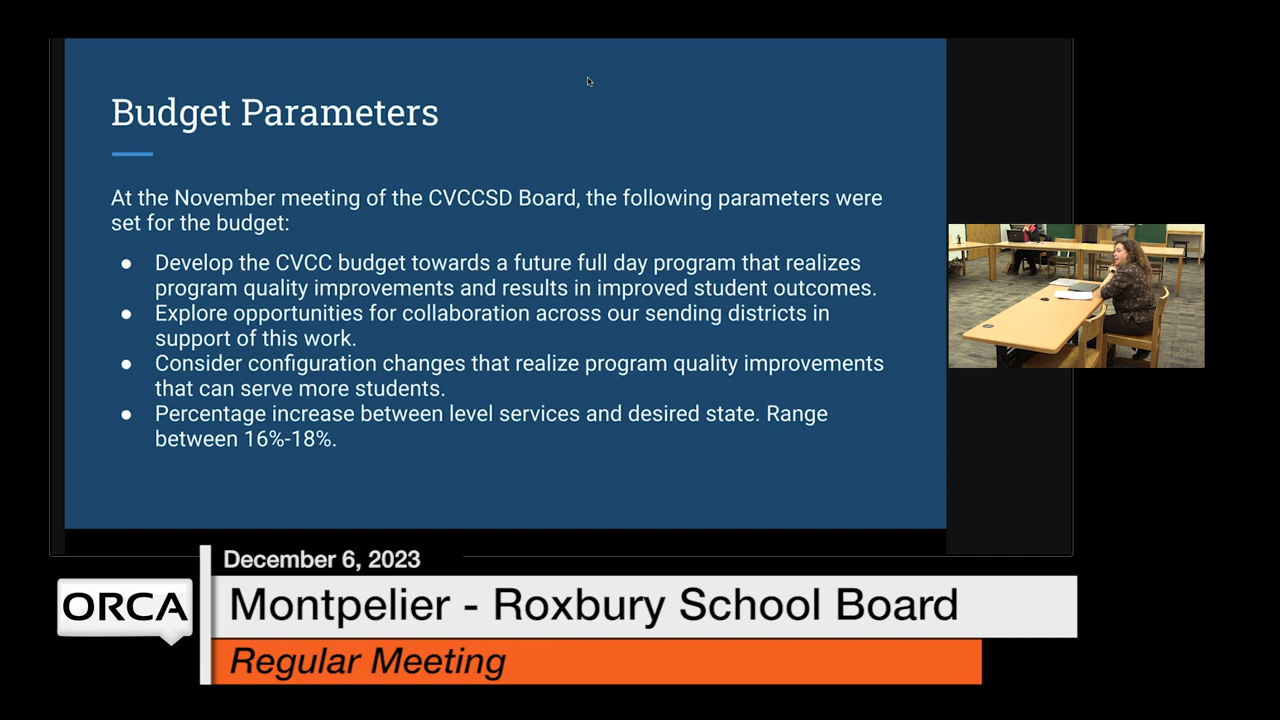 Budget Parameters
At the November meeting of the CVCCSD Board, the following parameters were
set for the budget:
● Develop the CVCC budget towards a future full day program that realizes
program quality improvements and results in improved student outcomes.
● Explore opportunities for collaboration across our sending districts in
support of this work.
● Consider configuration changes that realize program quality improvements
that can serve more students.
● Percentage increase between level services and desired state. Range
between 16%-18%.
December 6, 2023
ORCA
Montpelier - Roxbury School Board
Regular Meeting